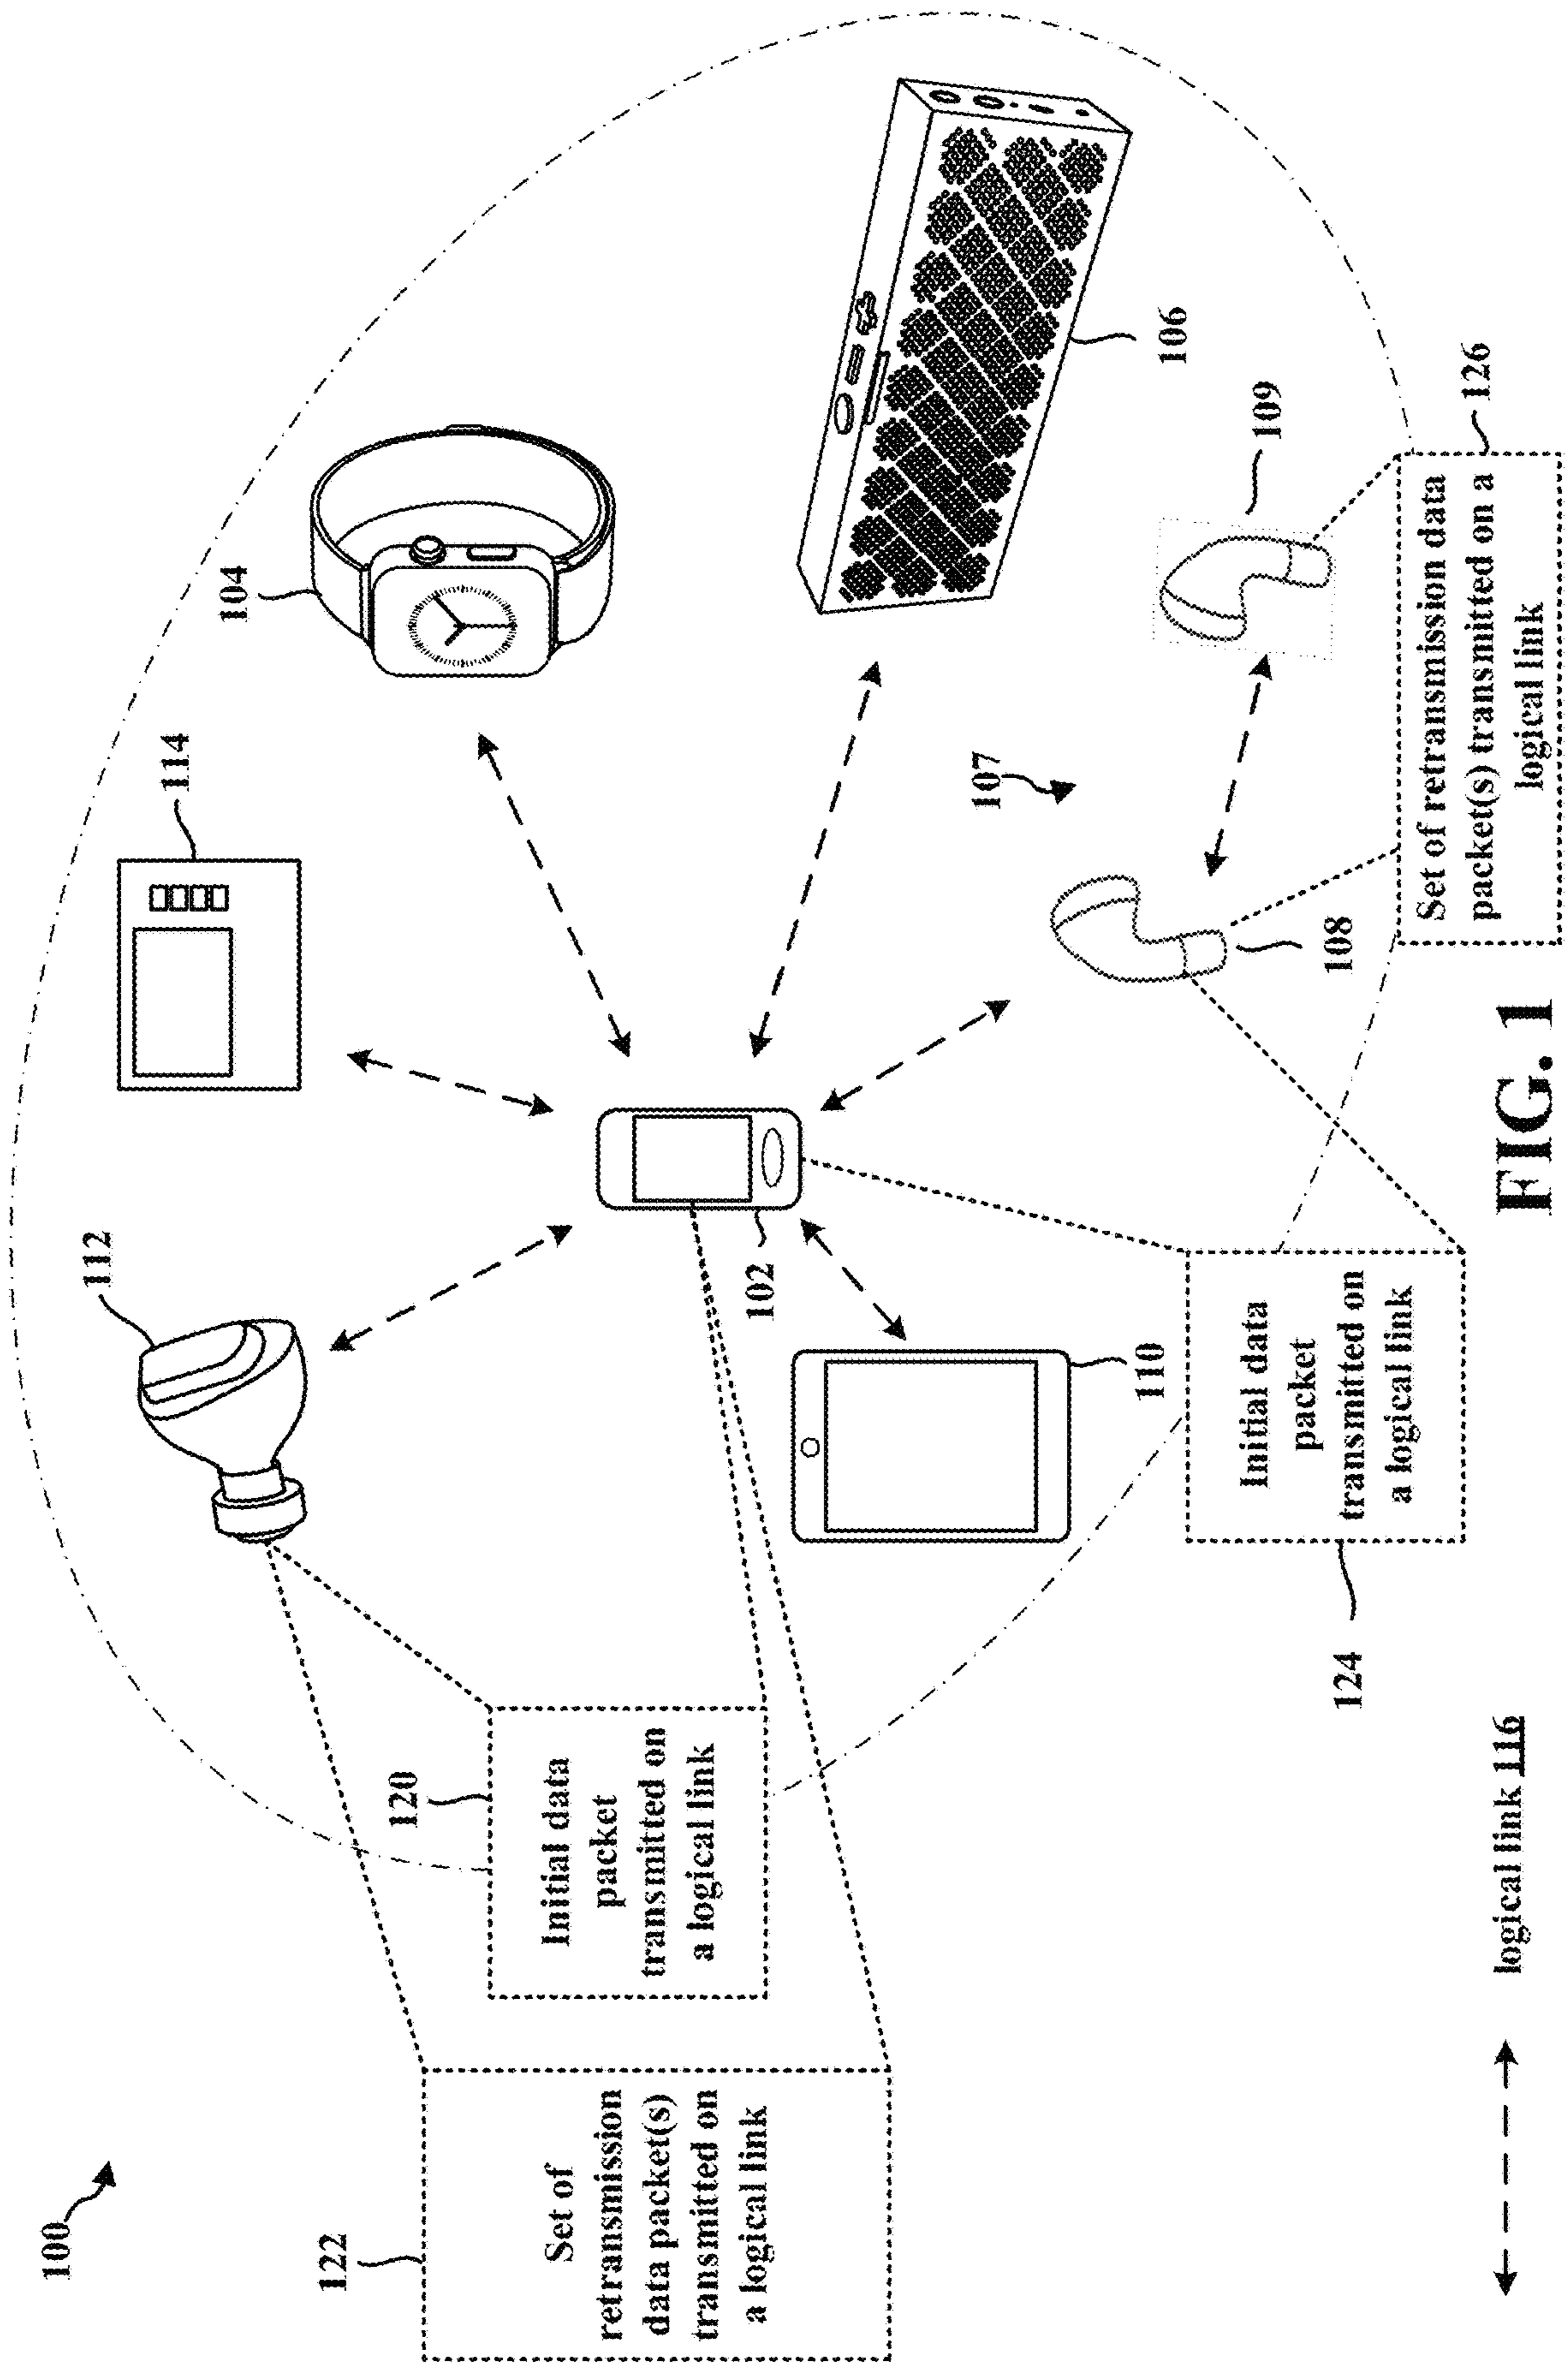 100
112
114
104
122
Set of
retransmission
data packet(s)
transmitted on
a logical link
120
Initial data
packet
transmitted on
a logical link
102
110
106
107
108
109
124
Initial data
packet
transmitted on
a logical link
126
Set of retransmission data
packet(s) transmitted on a
logical link
logical link 116
FIG. 1